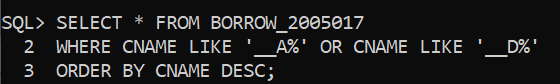 SQL> SELECT * FROM BORROW_2005017
2 WHERE CNAME LIKE '__A%' OR CNAME LIKE '__D%'
3 ORDER BY CNAME DESC;